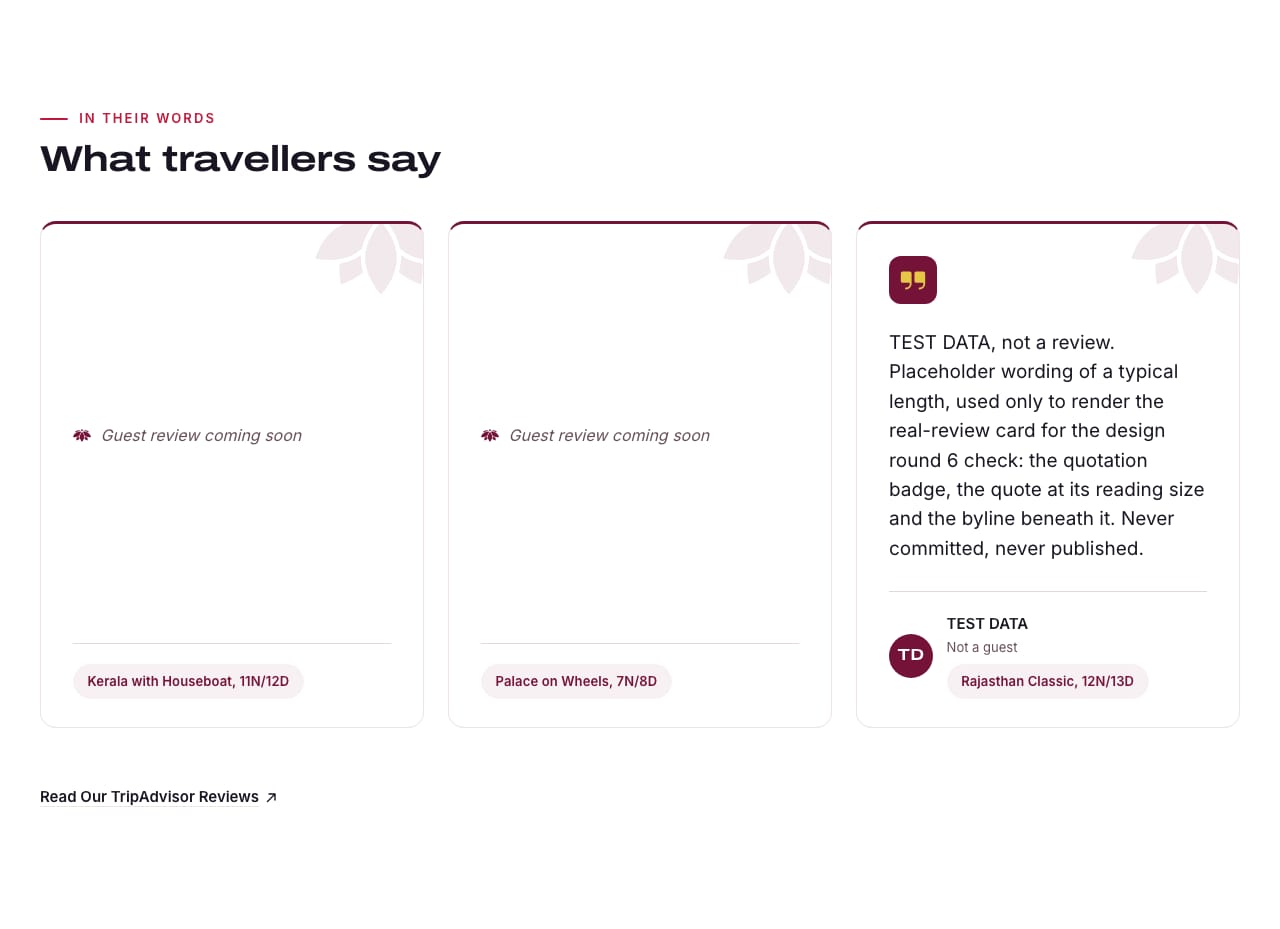 IN THEIR WORDS
What travellers say
Guest review coming soon
Kerala with Houseboat, 11N/12D
Guest review coming soon
Palace on Wheels, 7N/8D
TEST DATA, not a review.
Placeholder wording of a typical
length, used only to render the
real-review card for the design
round 6 check: the quotation
badge, the quote at its reading size
and the byline beneath it. Never
committed, never published.
TD
TEST DATA
Not a guest
Rajasthan Classic, 12N/13D
Read Our TripAdvisor Reviews